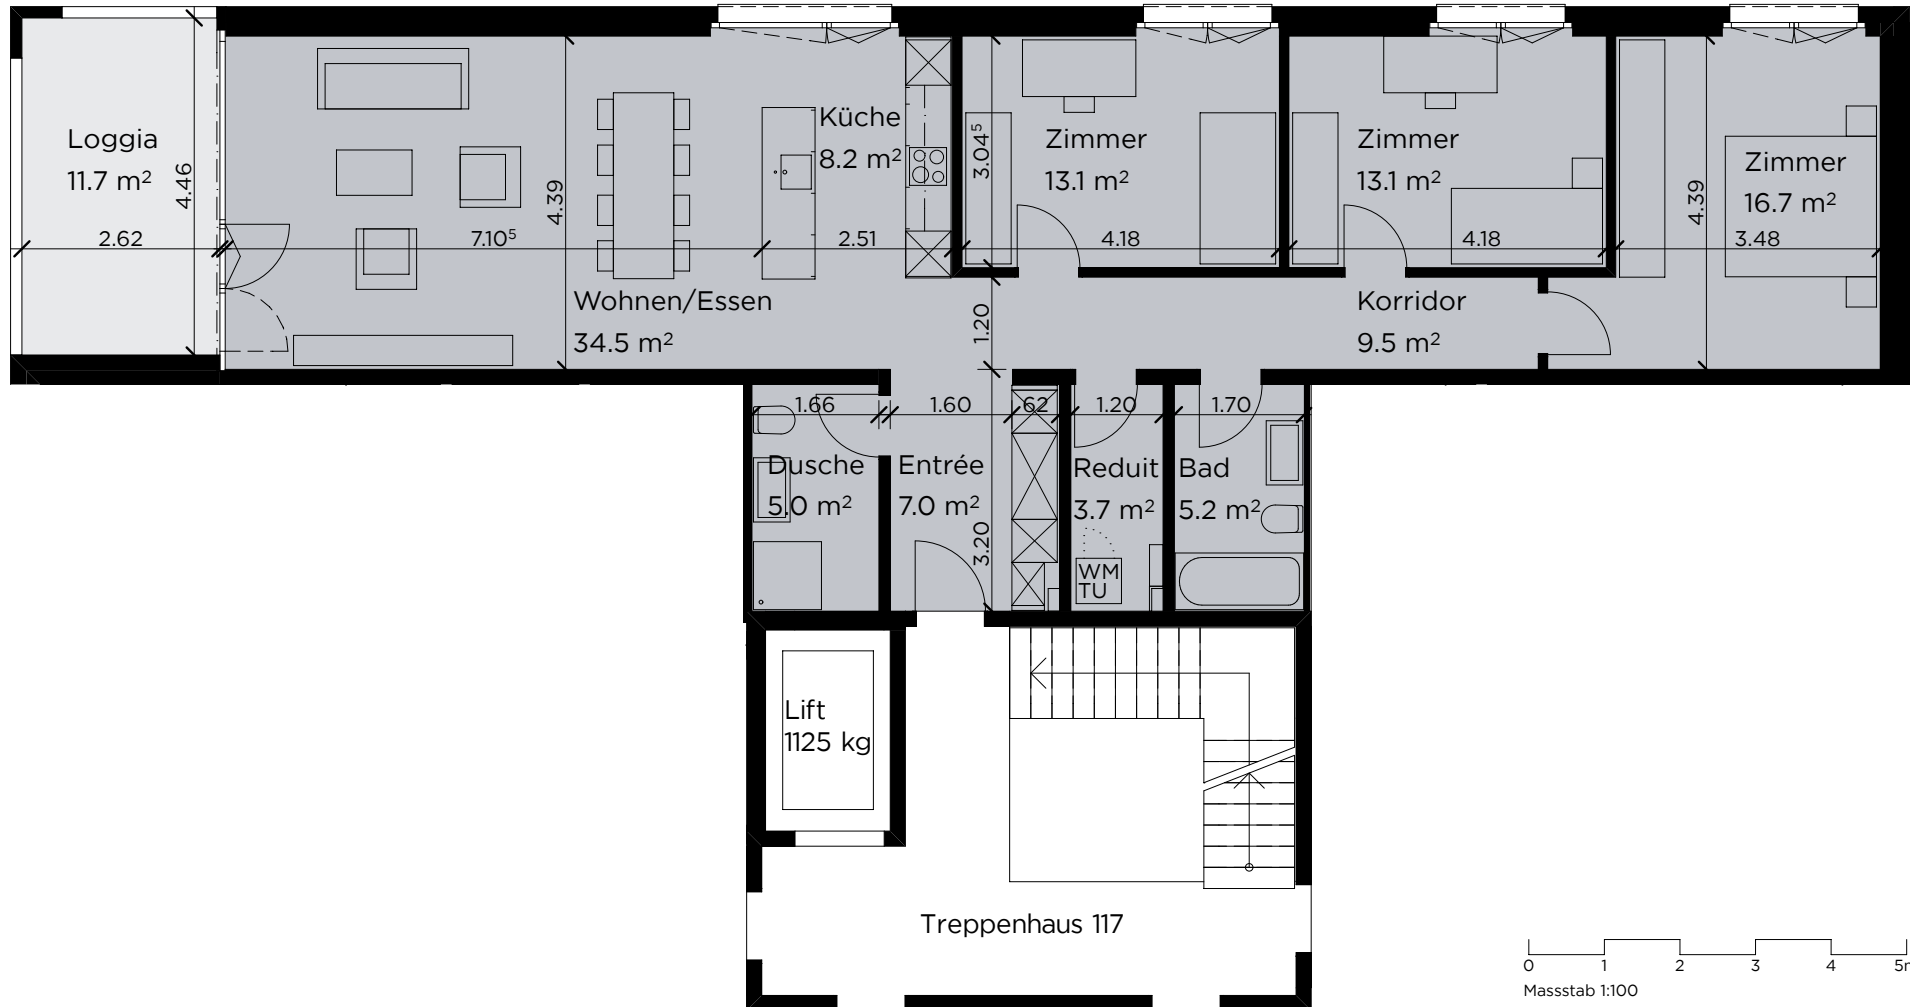 Loggia
11.7 m²
4.46
2.62
4.39
7.10⁵
Wohnen/Essen
34.5 m²
Küche
8.2 m²
2.51
3.04⁵
Zimmer
13.1 m²
4.18
Zimmer
13.1 m²
4.18
Zimmer
16.7 m²
4.39
3.48
1.20
Korridor
9.5 m²
1.66
1.60
62
1.20
1.70
Dusche
5.0 m²
Entrée
7.0 m²
3.20
Reduit
3.7 m²
WM
TU
Bad
5.2 m²
Lift
1125 kg
Treppenhaus 117
0 1 2 3 4 5m
Massstab 1:100